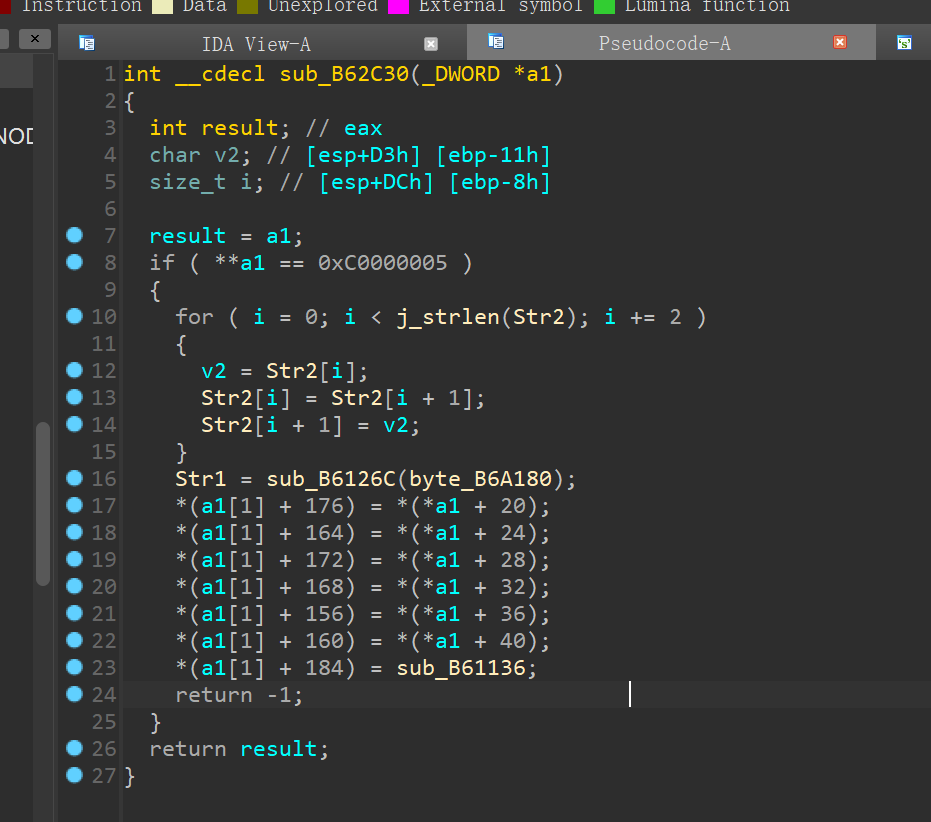 Instruction Data Unexplored External symbol Lumina function
IDA View-A Pseudocode-A
1 int __cdecl sub_B62C30(_DWORD *a1)
2 {
3 int result; // eax
4 char v2; // [esp+D3h] [ebp-11h]
5 size_t i; // [esp+DCh] [ebp-8h]
6
7 result = a1;
8 if ( **a1 == 0xC0000005 )
9 {
10 for ( i = 0; i < j_strlen(Str2); i += 2 )
11 {
12 v2 = Str2[i];
13 Str2[i] = Str2[i + 1];
14 Str2[i + 1] = v2;
15 }
16 Str1 = sub_B6126C(byte_B6A180);
17 *(a1[1] + 176) = *(*a1 + 20);
18 *(a1[1] + 164) = *(*a1 + 24);
19 *(a1[1] + 172) = *(*a1 + 28);
20 *(a1[1] + 168) = *(*a1 + 32);
21 *(a1[1] + 156) = *(*a1 + 36);
22 *(a1[1] + 160) = *(*a1 + 40);
23 *(a1[1] + 184) = sub_B61136;
24 return -1;
25 }
26 return result;
27 }